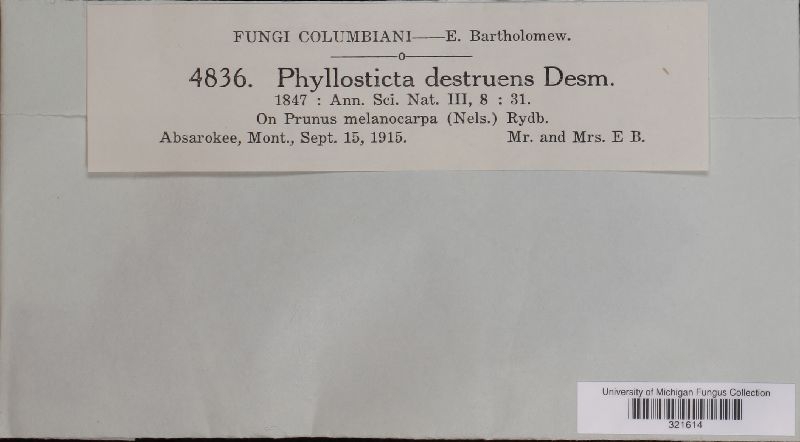 FUNGI COLUMBIANI——E. Bartholomew.
4836. Phyllosticta destruens Desm.
1847 : Ann. Sci. Nat. III, 8 : 31.
On Prunus melanocarpa (Nels.) Rydb.
Absarokee, Mont., Sept. 15, 1915. Mr. and Mrs. E B.
University of Michigan Fungus Collection
321614